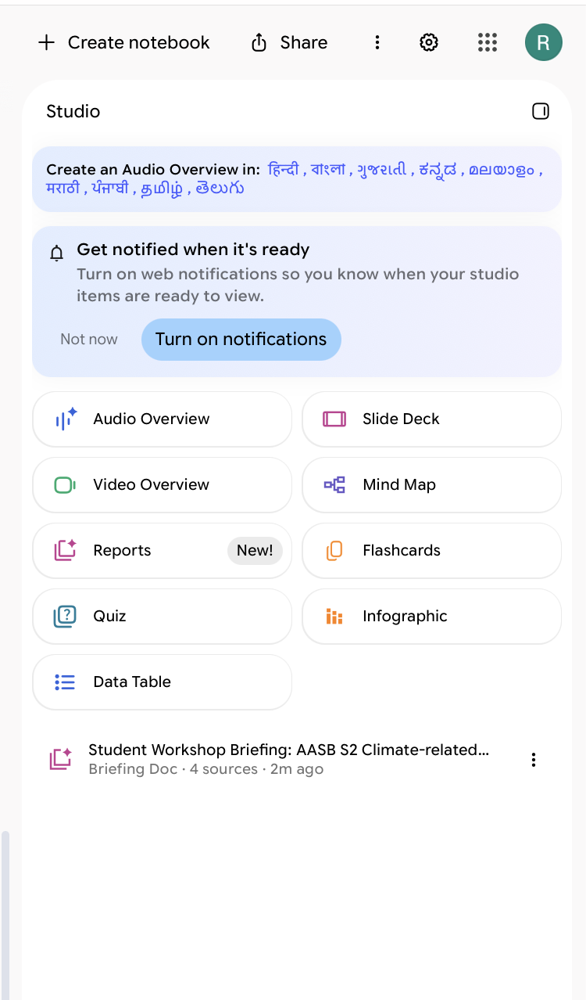 Create notebook
Share
R
Studio
Create an Audio Overview in: हिन्दी , বাংলা , ગુજરાતી , ಕನ್ನಡ , മലയാളം ,
मराठी , ਪੰਜਾਬੀ , தமிழ் , తెలుగు
Get notified when it's ready
Turn on web notifications so you know when your studio
items are ready to view.
Not now
Turn on notifications
Audio Overview
Slide Deck
Video Overview
Mind Map
Reports
New!
Flashcards
Quiz
Infographic
Data Table
Student Workshop Briefing: AASB S2 Climate-related...
Briefing Doc · 4 sources · 2m ago